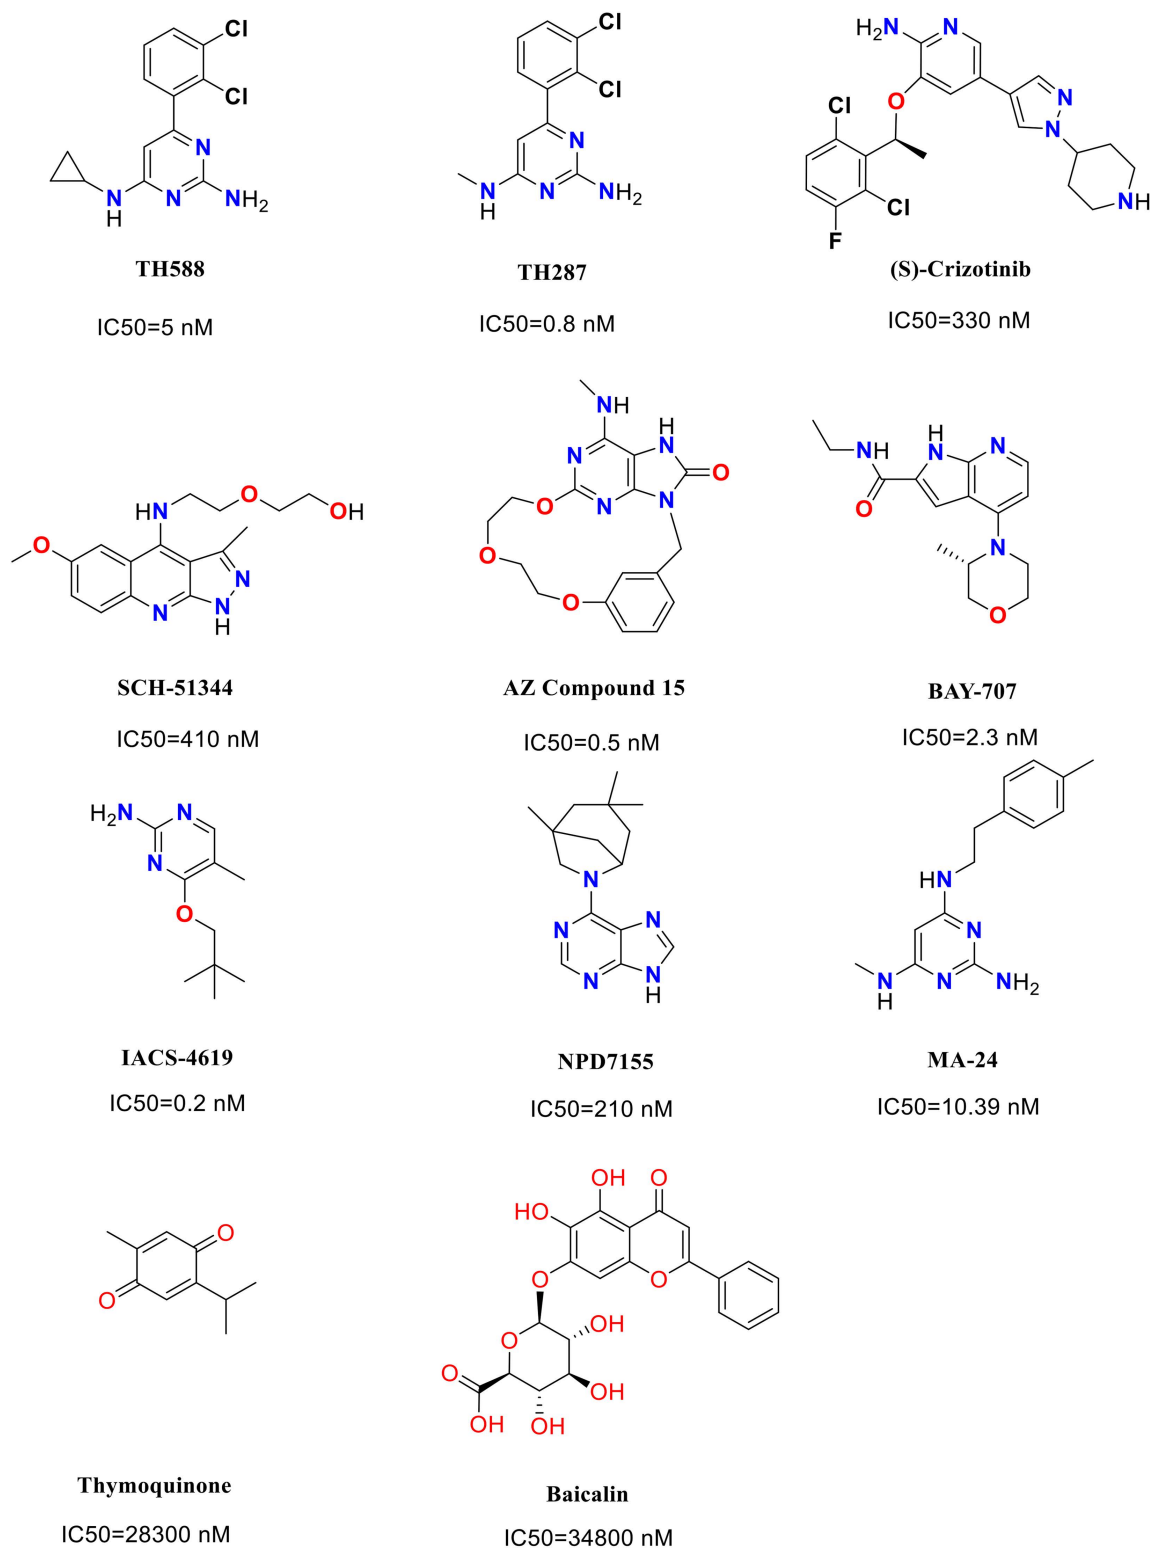 Cl
Cl
N
N
N
H
NH2
TH588
IC50=5 nM
Cl
Cl
N
N
N
H
NH2
TH287
IC50=0.8 nM
H2N
N
O
Cl
Cl
F
N
N
NH
(S)-Crizotinib
IC50=330 nM
HN
O
OH
O
N
N
N
H
SCH-51344
IC50=410 nM
NH
H
N
N
O
N
N
O
O
O
AZ Compound 15
IC50=0.5 nM
NH
O
H
N
N
N
O
BAY-707
IC50=2.3 nM
H2N
N
N
O
IACS-4619
IC50=0.2 nM
N
N
N
N
N
H
NPD7155
IC50=210 nM
HN
N
N
N
H
NH2
MA-24
IC50=10.39 nM
O
O
Thymoquinone
IC50=28300 nM
OH
O
HO
O
O
O
OH
OH
O
OH
OH
Baicalin
IC50=34800 nM